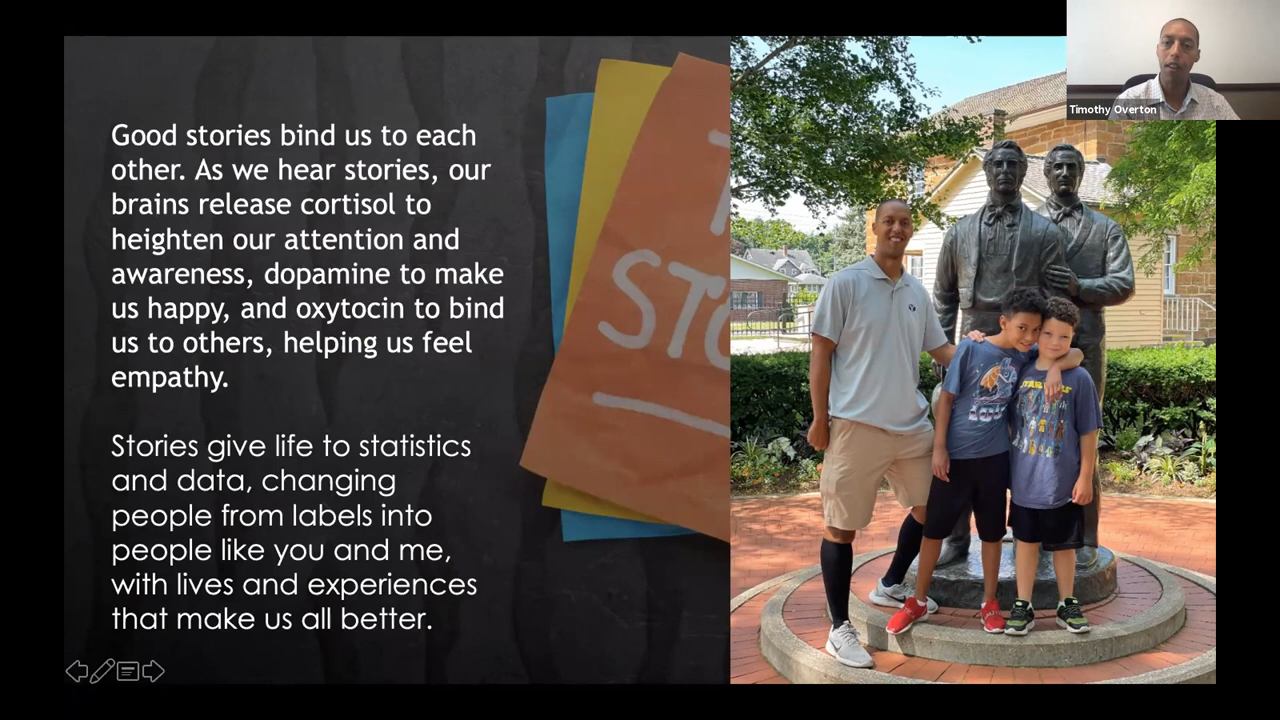 Timothy Overton
Good stories bind us to each
other. As we hear stories, our
brains release cortisol to
heighten our attention and
awareness, dopamine to make
us happy, and oxytocin to bind
us to others, helping us feel
empathy.
Stories give life to statistics
and data, changing
people from labels into
people like you and me,
with lives and experiences
that make us all better.
STO
STAR WARS